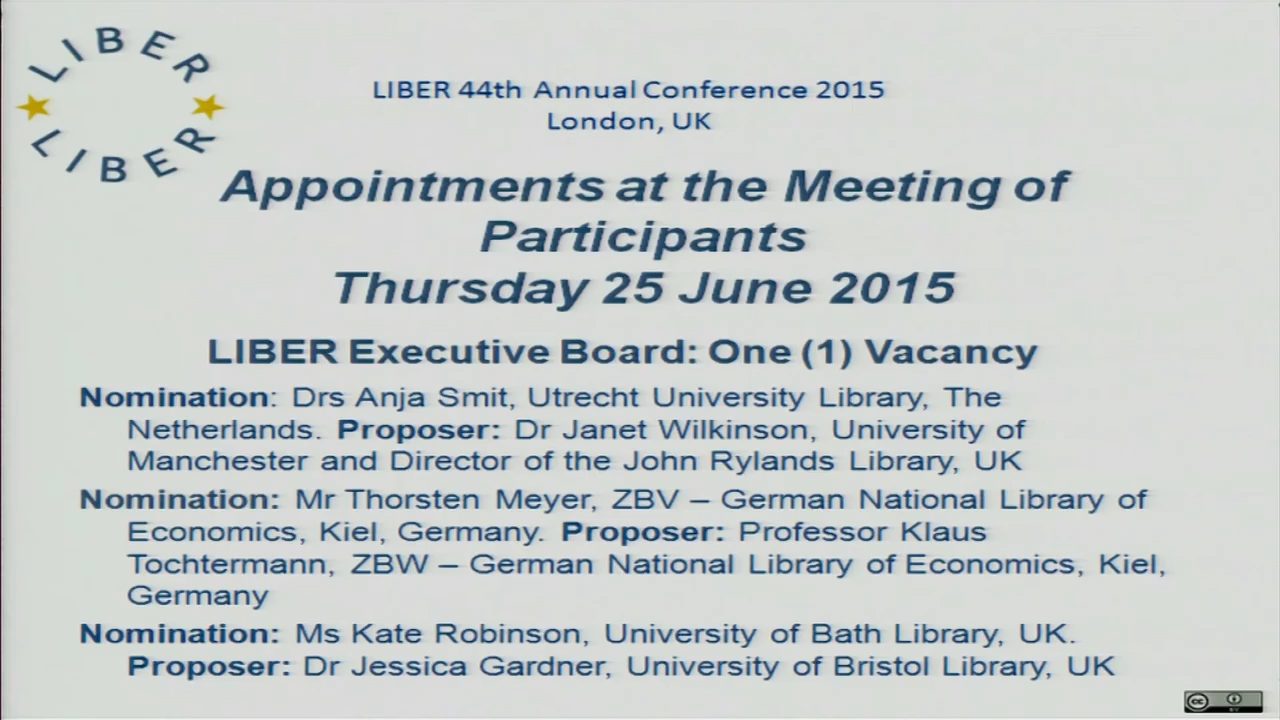 LIBER
LIBER
LIBER 44th Annual Conference 2015
London, UK
Appointments at the Meeting of
Participants
Thursday 25 June 2015
LIBER Executive Board: One (1) Vacancy
Nomination: Drs Anja Smit, Utrecht University Library, The
Netherlands. Proposer: Dr Janet Wilkinson, University of
Manchester and Director of the John Rylands Library, UK
Nomination: Mr Thorsten Meyer, ZBV – German National Library of
Economics, Kiel, Germany. Proposer: Professor Klaus
Tochtermann, ZBW – German National Library of Economics, Kiel,
Germany
Nomination: Ms Kate Robinson, University of Bath Library, UK.
Proposer: Dr Jessica Gardner, University of Bristol Library, UK
cc
BY